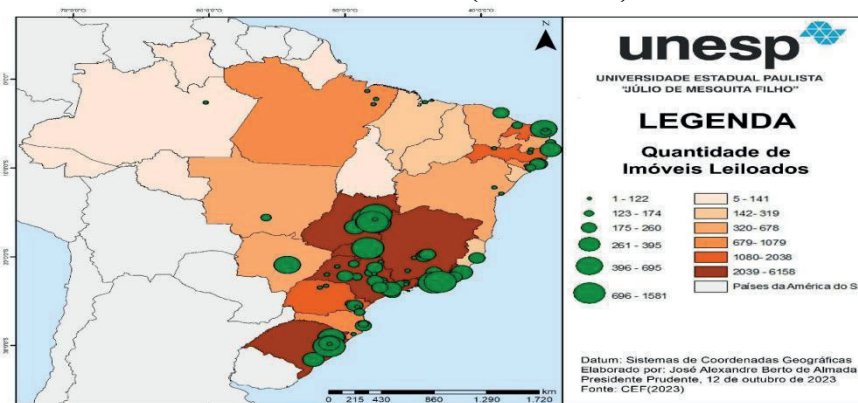 N
unesp
UNIVERSIDADE ESTADUAL PAULISTA
"JÚLIO DE MESQUITA FILHO"
LEGENDA
Quantidade de
Imóveis Leiloados
1 - 122
5 - 141
123 - 174
142 - 319
175 - 260
320 - 678
261 - 395
679 - 1079
396 - 695
1080 - 2038
696 - 1581
2039 - 6158
Países da América do S
Datum: Sistemas de Coordenadas Geográficas
Elaborado por: José Alexandre Berto de Almada
Presidente Prudente, 12 de outubro de 2023
Fonte: CEF(2023)
km
0 215 430 860 1.290 1.720